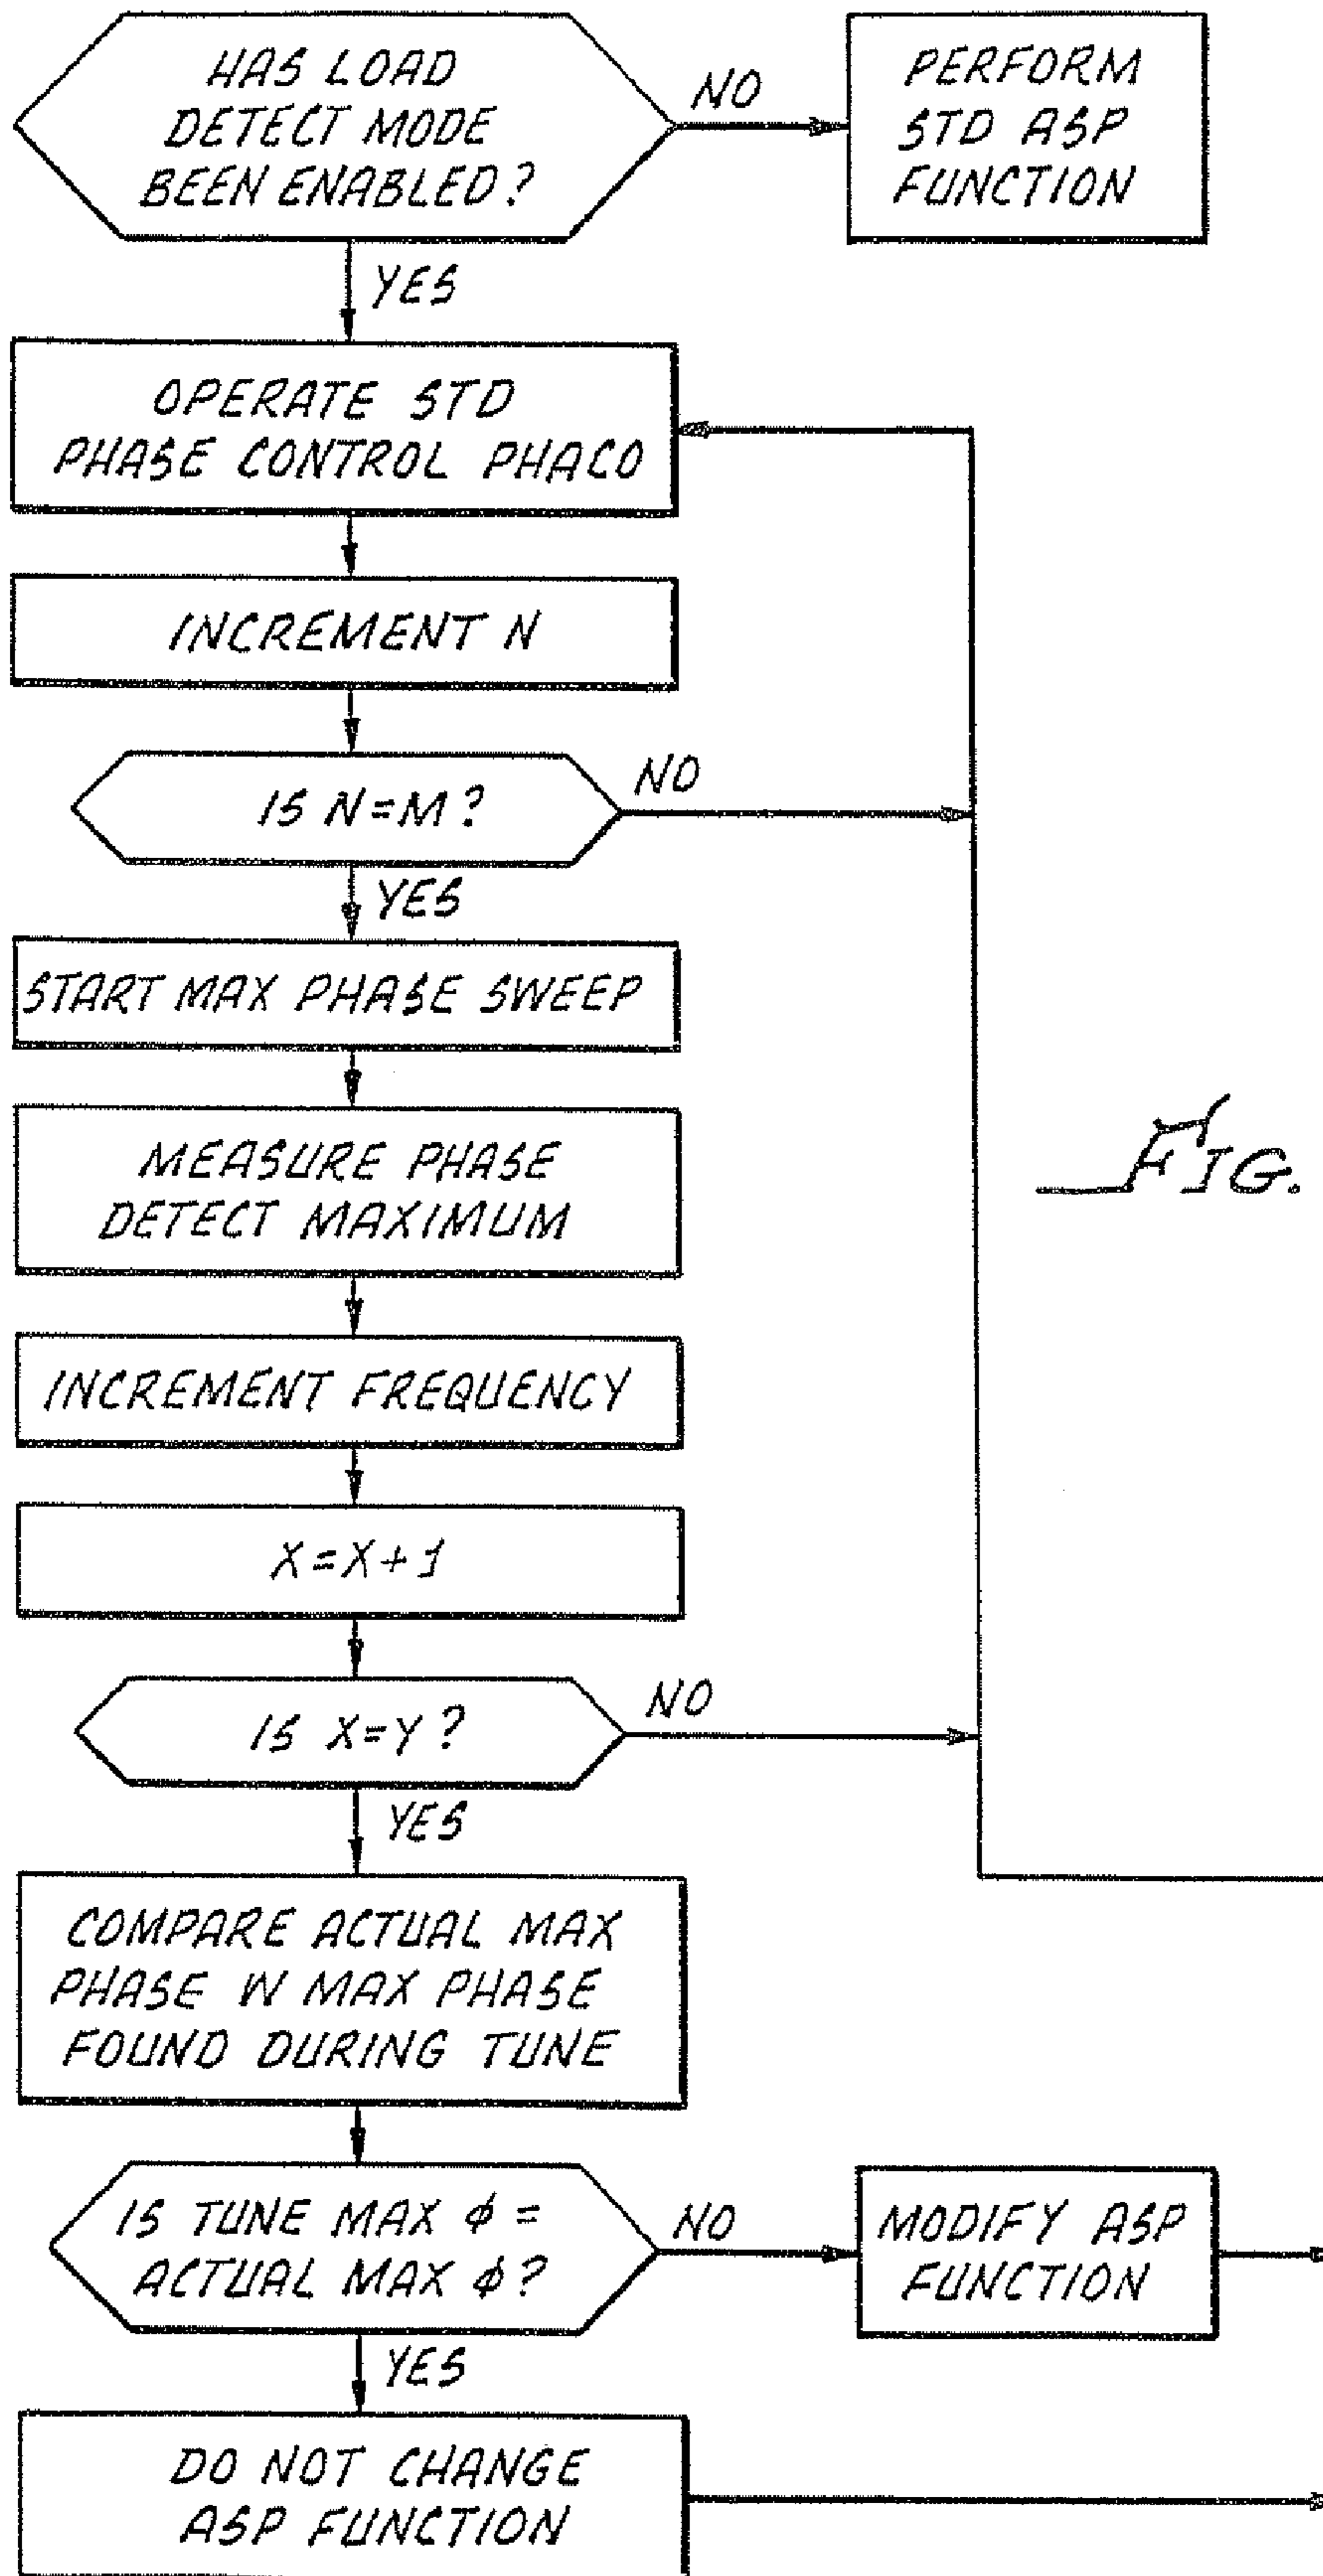 HAS LOAD
DETECT MODE
BEEN ENABLED?
NO
PERFORM
STD ASP
FUNCTION
YES
OPERATE STD
PHASE CONTROL PHACO
INCREMENT N
IS N=M?
NO
YES
START MAX PHASE SWEEP
MEASURE PHASE
DETECT MAXIMUM
FIG.
INCREMENT FREQUENCY
X=X+1
IS X=Y?
NO
YES
COMPARE ACTUAL MAX
PHASE W MAX PHASE
FOUND DURING TUNE
IS TUNE MAX ϕ =
ACTUAL MAX ϕ?
NO
MODIFY ASP
FUNCTION
YES
DO NOT CHANGE
ASP FUNCTION